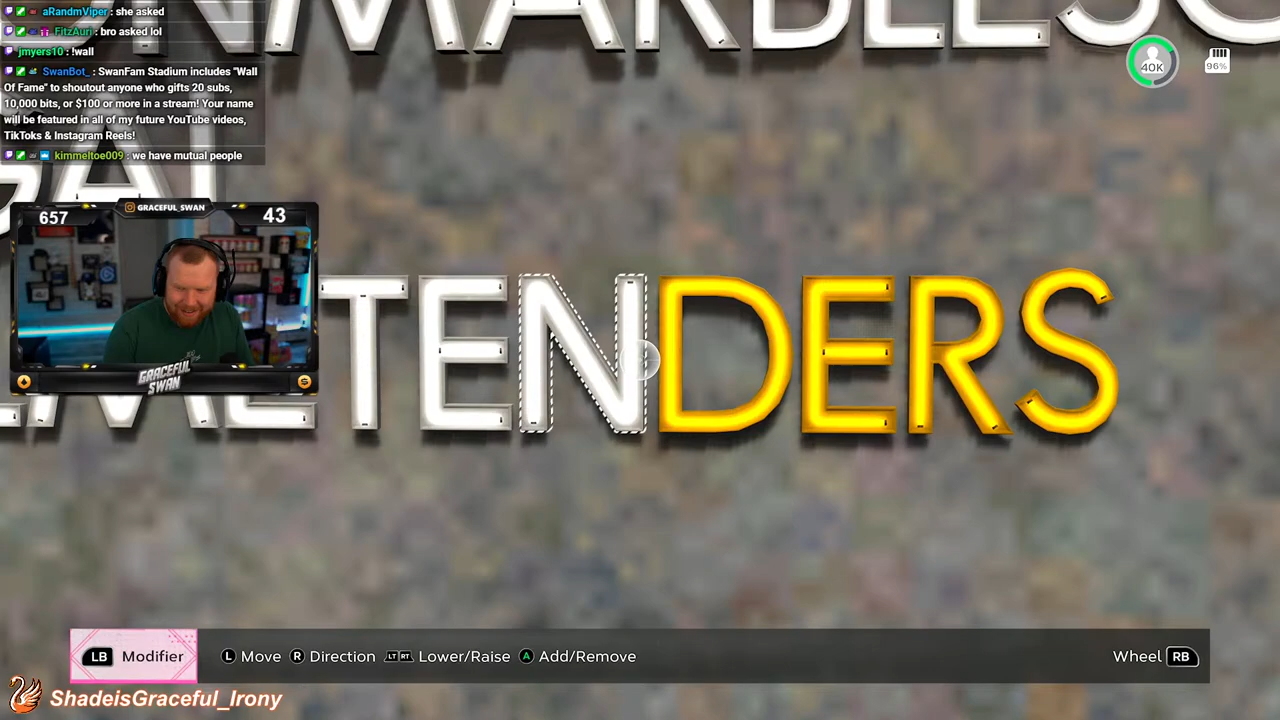 aRandmViper : she asked
FitzAuri : bro asked lol
jmyers10 : !wall
SwanBot_ : SwanFam Stadium includes "Wall
Of Fame" to shoutout anyone who gifts 20 subs,
10,000 bits, or $100 or more in a stream! Your name
will be featured in all of my future YouTube videos,
TikToks & Instagram Reels!
kimmeltoe009 : we have mutual people
40K
96%
GRACEFUL_SWAN
657
43
TENDERS
GRACEFUL
SWAN
LB Modifier
L Move R Direction LT RT Lower/Raise A Add/Remove
Wheel RB
ShadeisGraceful_Irony